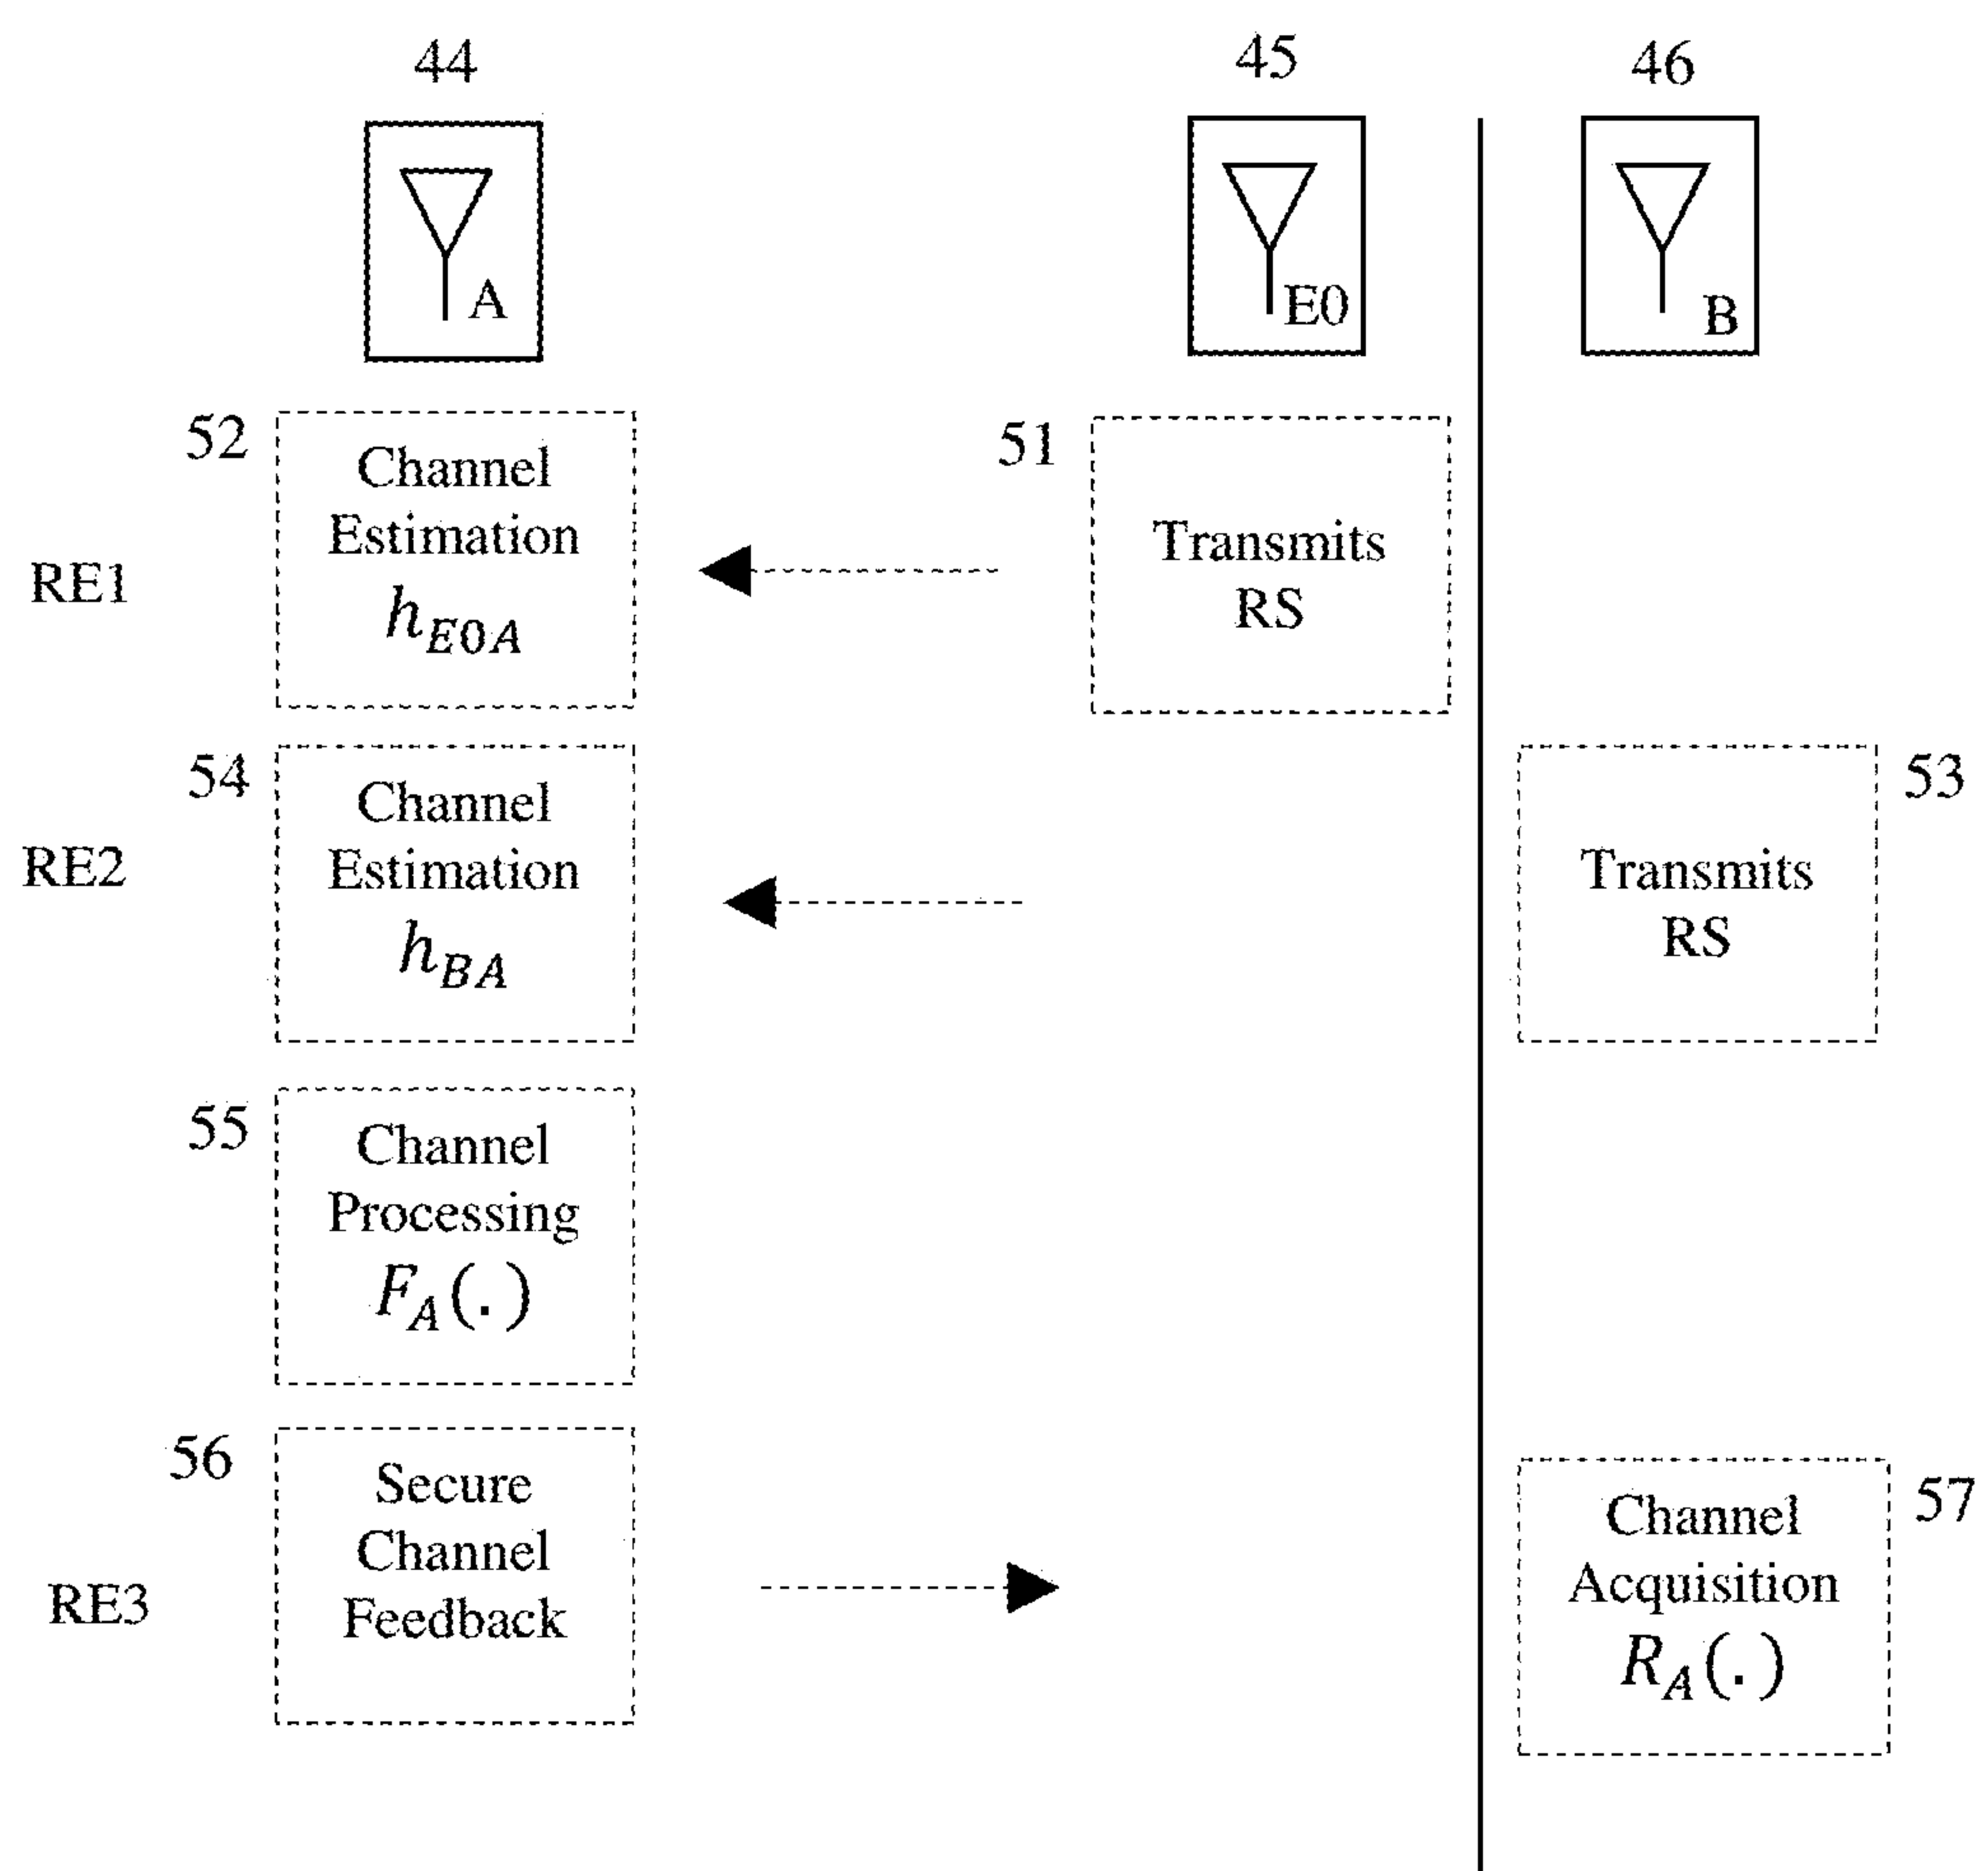 44
45
46
A
E0
B
52
Channel
Estimation
h_{E0A}
51
Transmits
RS
RE1
54
Channel
Estimation
h_{BA}
53
Transmits
RS
RE2
55
Channel
Processing
F_A(.)
56
Secure
Channel
Feedback
57
Channel
Acquisition
R_A(.)
RE3